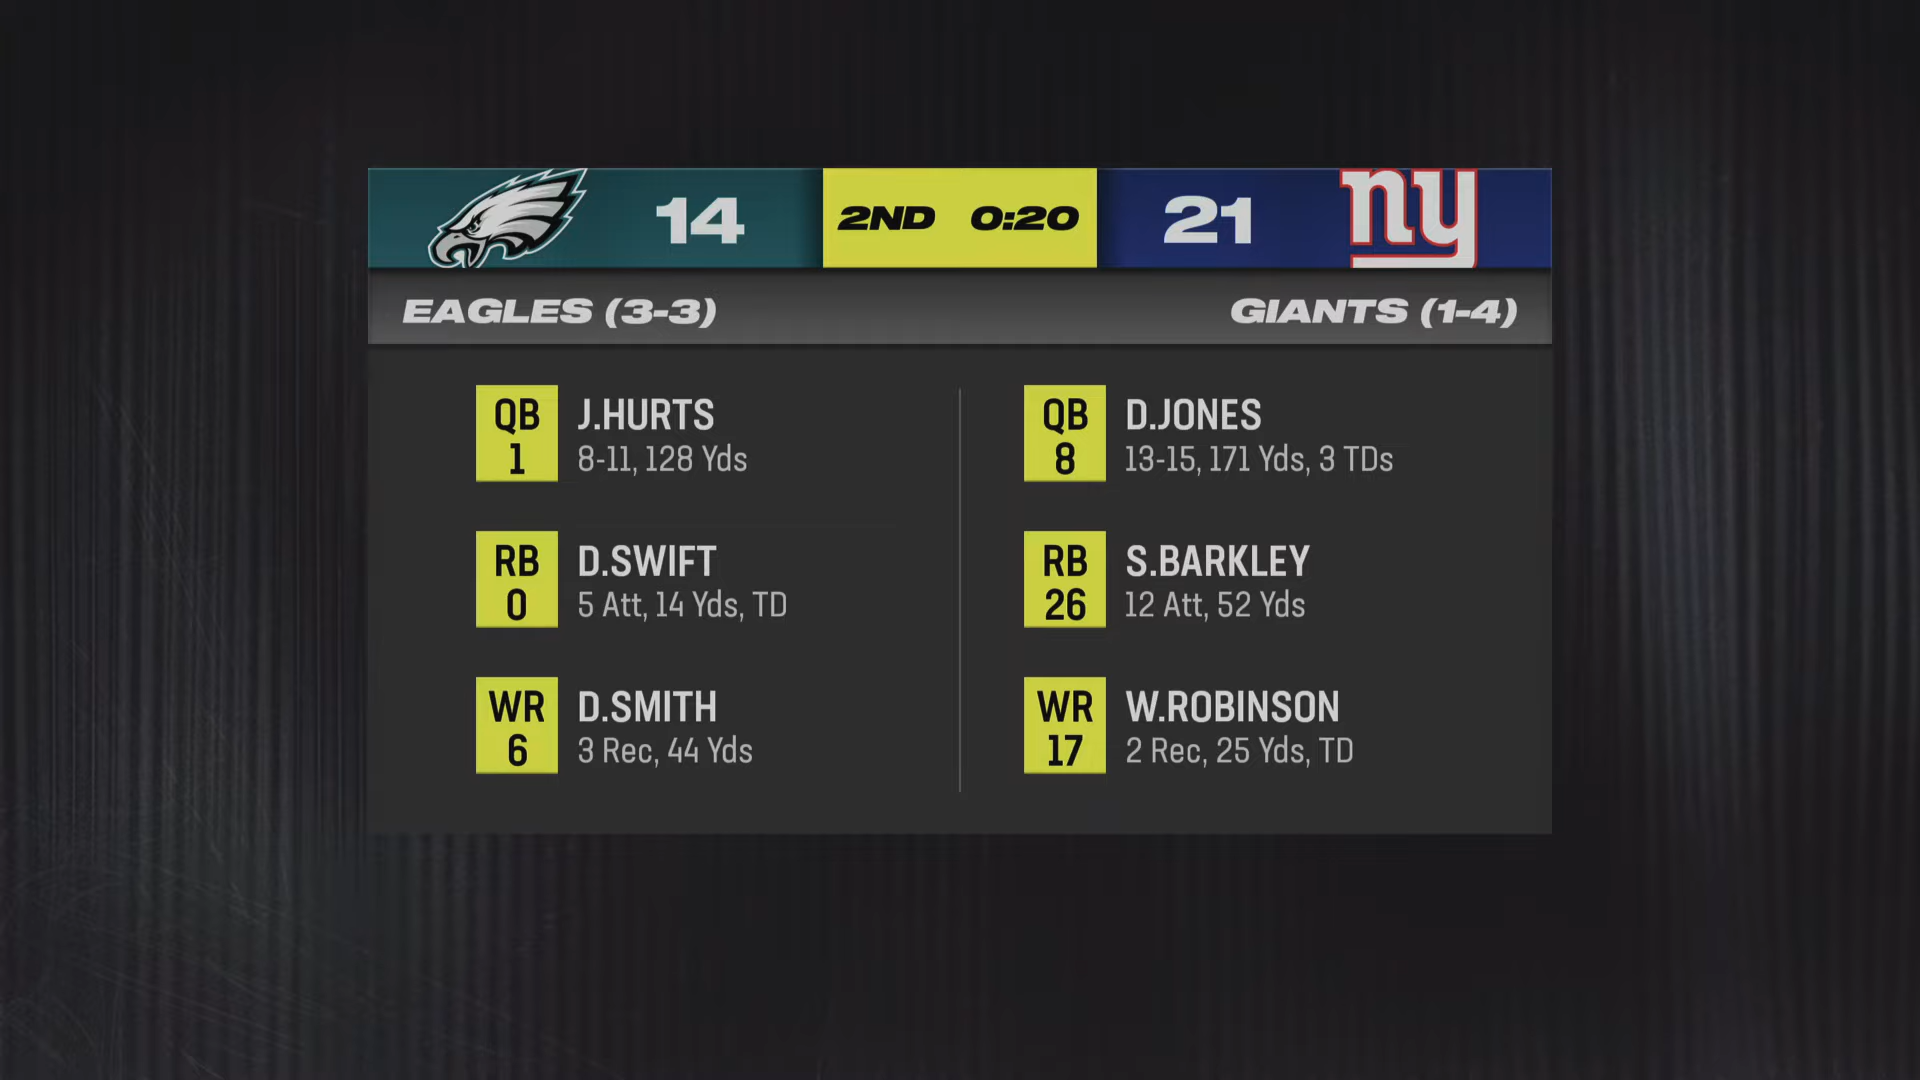 14
2ND 0:20
21
ny
EAGLES (3-3)
GIANTS (1-4)
QB
1
J.HURTS
8-11, 128 Yds
RB
0
D.SWIFT
5 Att, 14 Yds, TD
WR
6
D.SMITH
3 Rec, 44 Yds
QB
8
D.JONES
13-15, 171 Yds, 3 TDs
RB
26
S.BARKLEY
12 Att, 52 Yds
WR
17
W.ROBINSON
2 Rec, 25 Yds, TD